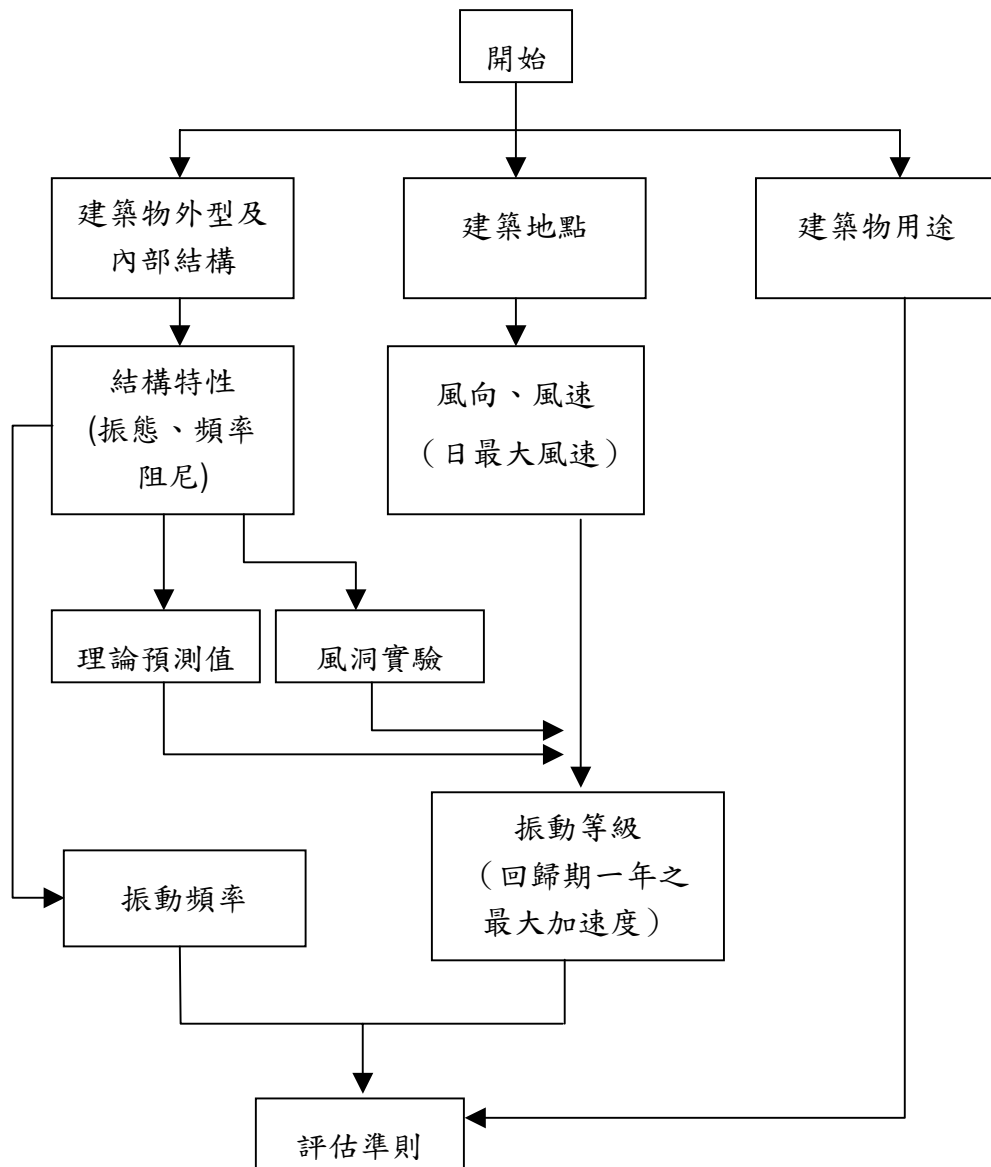 開始
建築物外型及
內部結構
建築地點
建築物用途
結構特性
(振態、頻率
阻尼)
風向、風速
（日最大風速）
理論預測值
風洞實驗
振動等級
（回歸期一年之
最大加速度）
振動頻率
評估準則